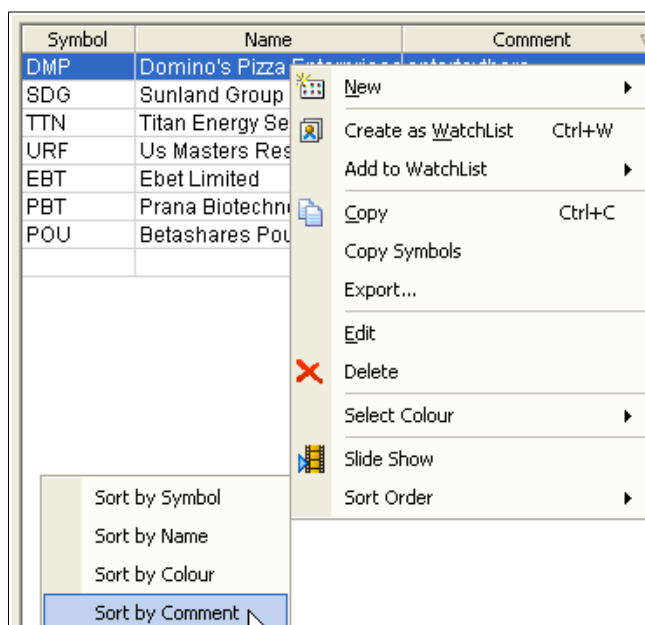 Symbol Name Comment
DMP Domino's Pizza
SDG Sunland Group
TTN Titan Energy Se
URF Us Masters Res
EBT Ebet Limited
PBT Prana Biotechn
POU Betashares Pou
New
Create as WatchList Ctrl+W
Add to WatchList
Copy Ctrl+C
Copy Symbols
Export...
Edit
Delete
Select Colour
Slide Show
Sort Order
Sort by Symbol
Sort by Name
Sort by Colour
Sort by Comment